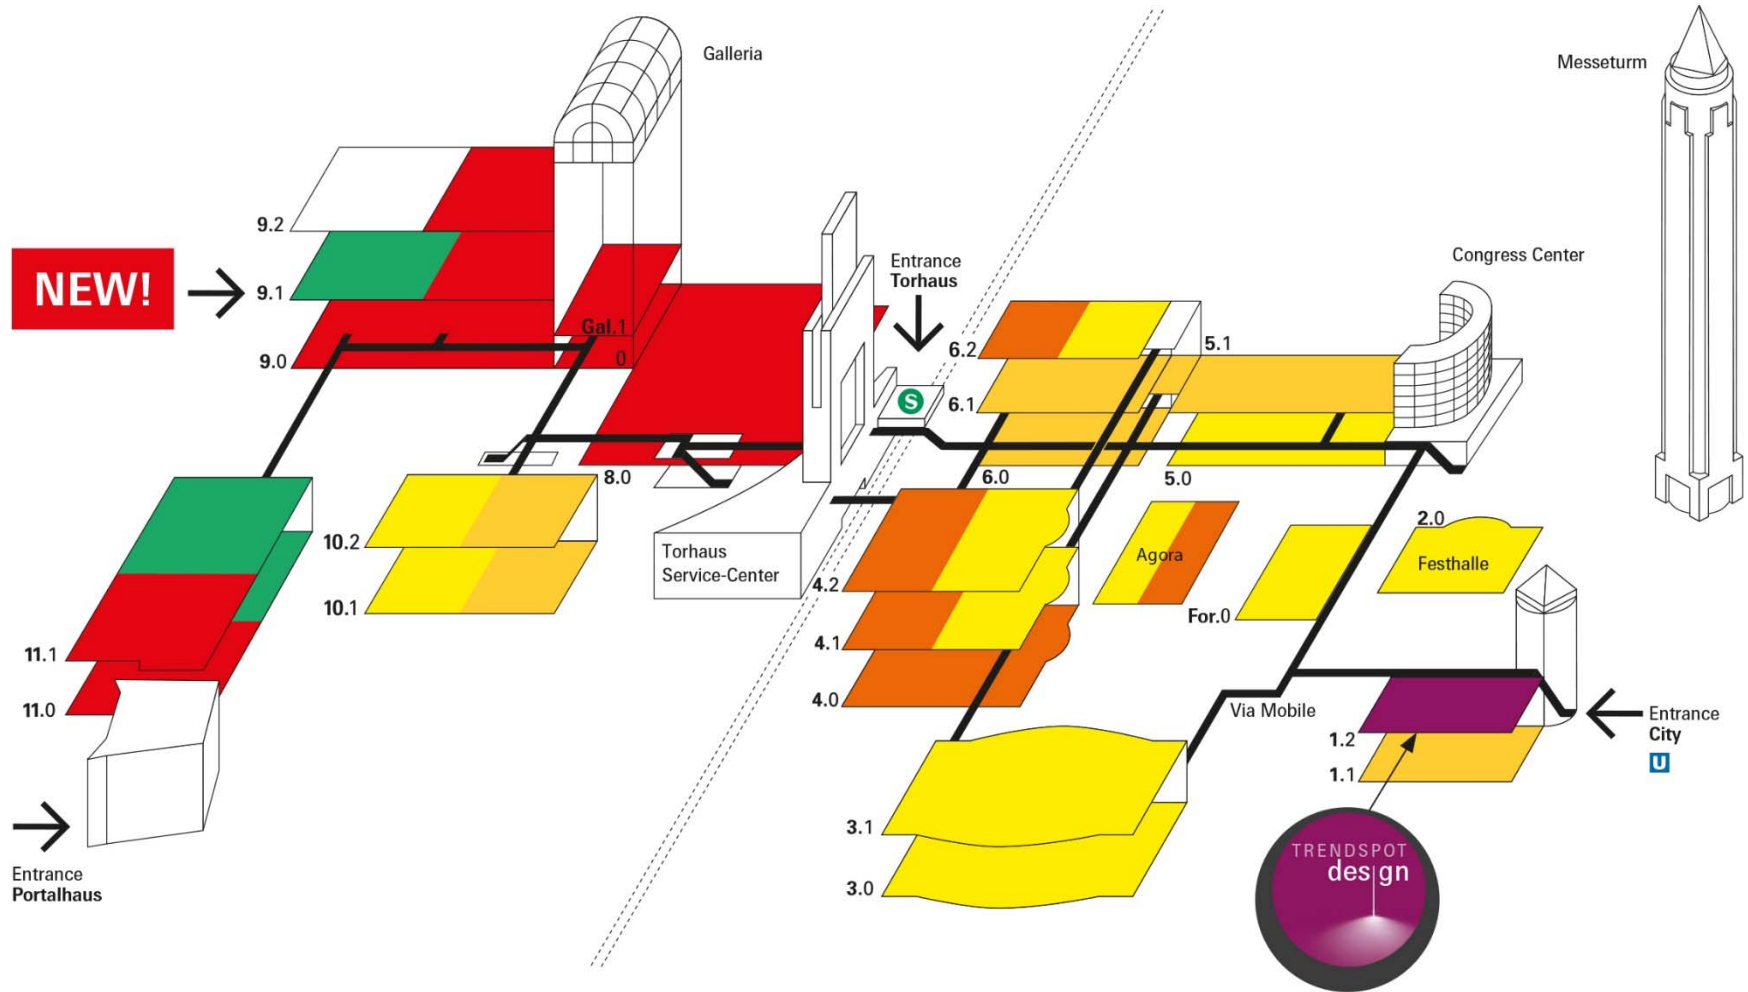 Galleria
Messeturm
9.2
NEW!
9.1
Entrance
Torhaus
Congress Center
Gal.1
0
9.0
6.2
5.1
S
6.1
8.0
6.0
5.0
10.2
Torhaus
Service-Center
4.2
Agora
2.0
Festhalle
10.1
4.1
For.0
11.1
11.0
4.0
Via Mobile
Entrance
City
U
1.2
1.1
3.1
3.0
Entrance
Portalhaus
TRENDSPOT
design